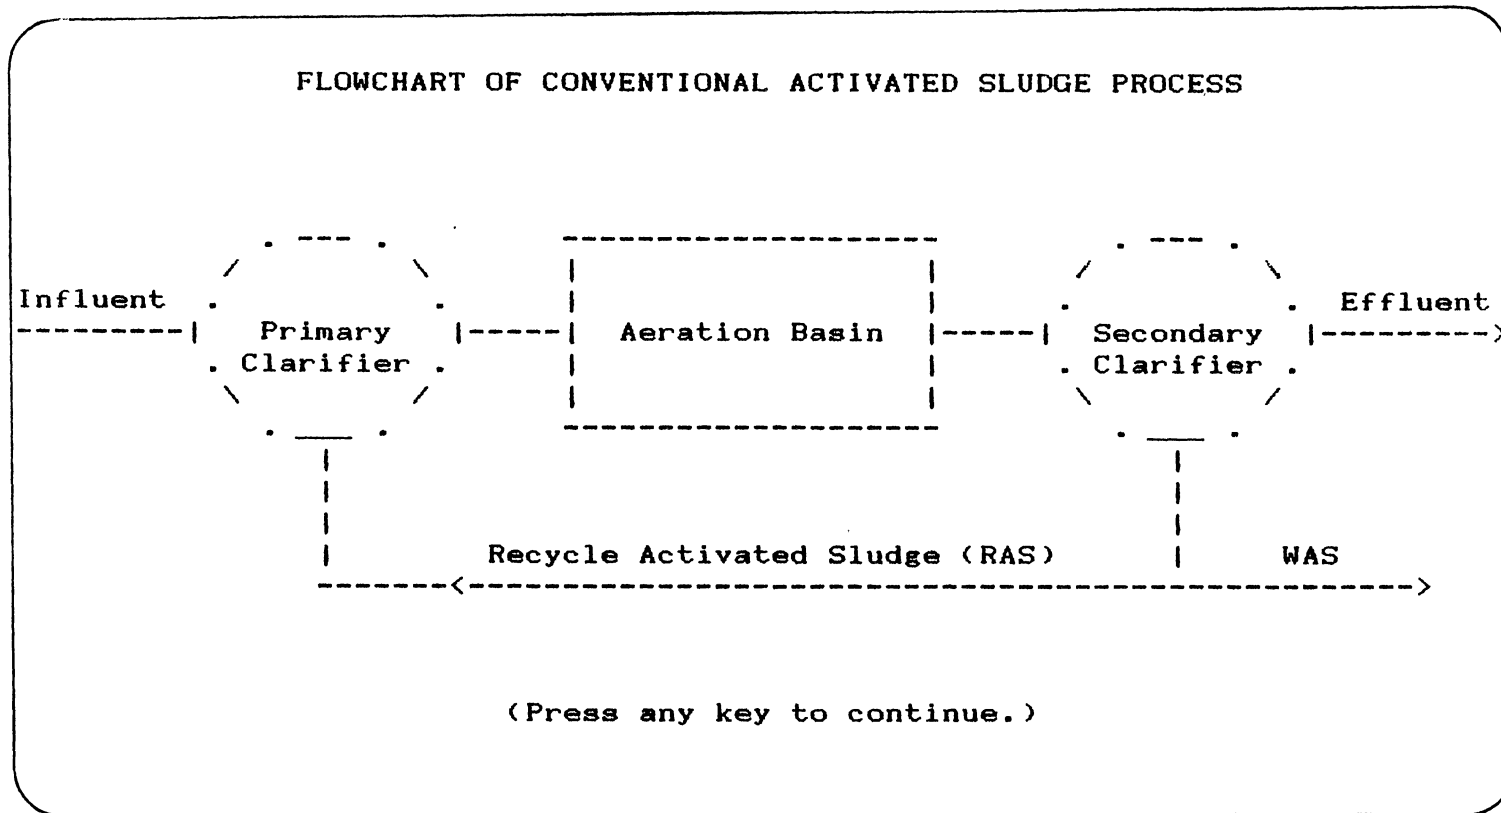 FLOWCHART OF CONVENTIONAL ACTIVATED SLUDGE PROCESS
Influent
Effluent
Primary
Clarifier
Aeration Basin
Secondary
Clarifier
Recycle Activated Sludge (RAS)
WAS
(Press any key to continue.)